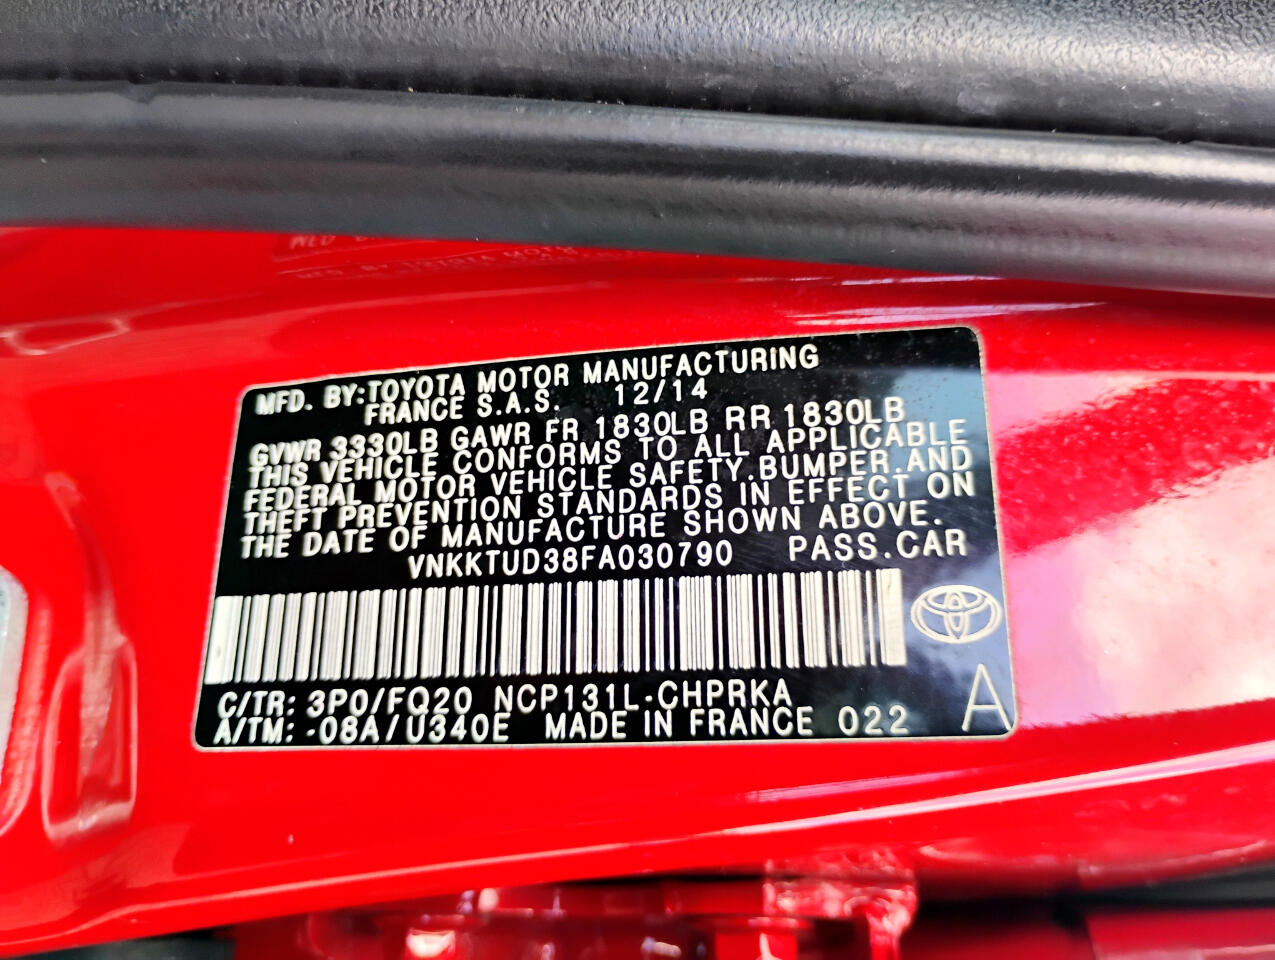 MFD. BY:TOYOTA MOTOR MANUFACTURING
FRANCE S.A.S. 12/14
GVWR 3330LB GAWR FR 1830LB RR 1830LB
THIS VEHICLE CONFORMS TO ALL APPLICABLE
FEDERAL MOTOR VEHICLE SAFETY.BUMPER.AND
THEFT PREVENTION STANDARDS IN EFFECT ON
THE DATE OF MANUFACTURE SHOWN ABOVE.
VNKKTUD38FA030790 PASS.CAR
C/TR: 3P0/FQ20 NCP131L-CHPRKA
A/TM: -08A/U340E MADE IN FRANCE 022 A